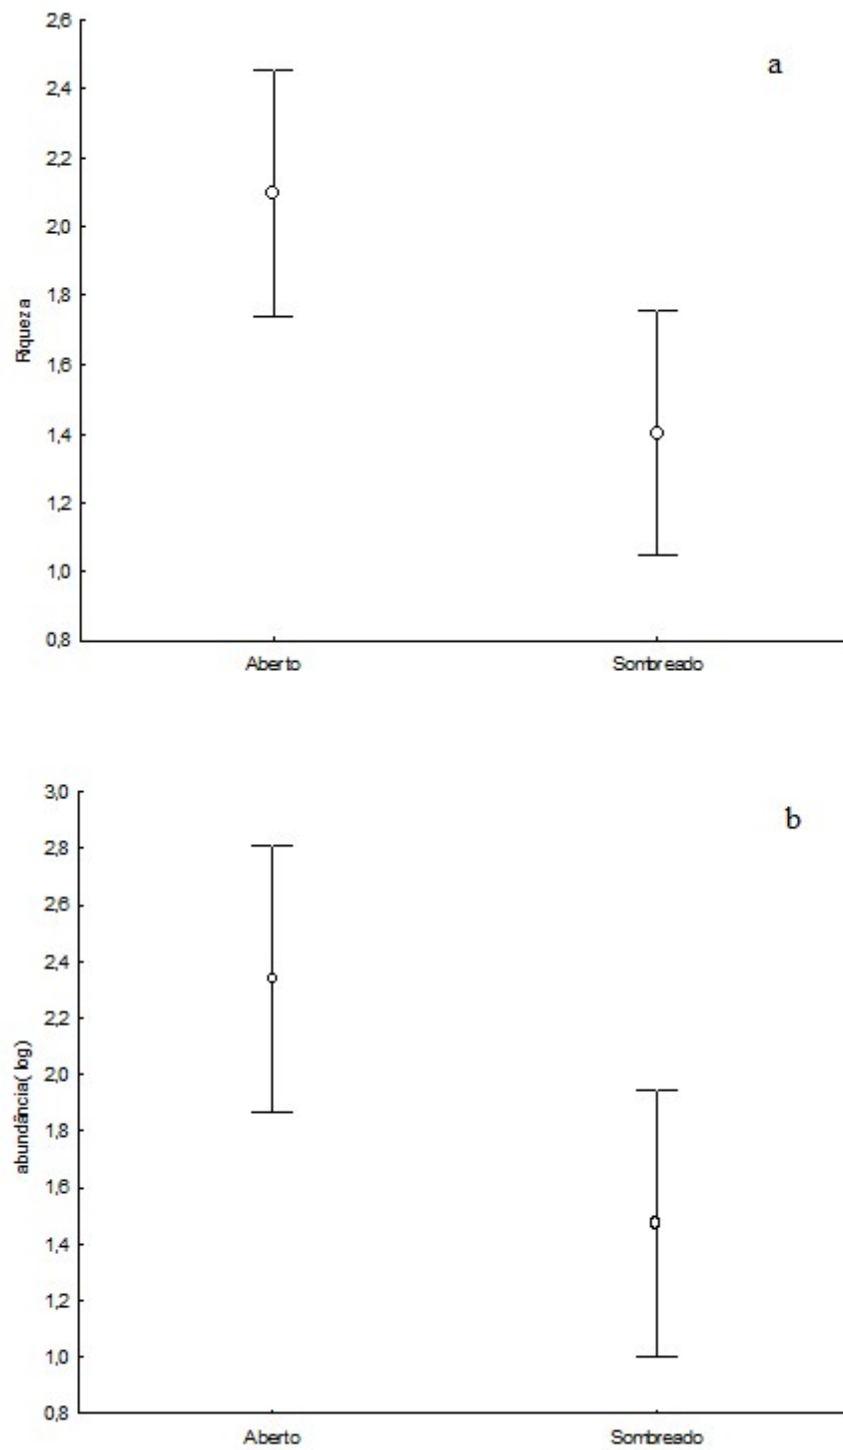 a
Riqueza
2,6
2,4
2,2
2,0
1,8
1,6
1,4
1,2
1,0
0,8
Aberto
Sombreado
b
abundância( log)
3,0
2,8
2,6
2,4
2,2
2,0
1,8
1,6
1,4
1,2
1,0
0,8
Aberto
Sombreado